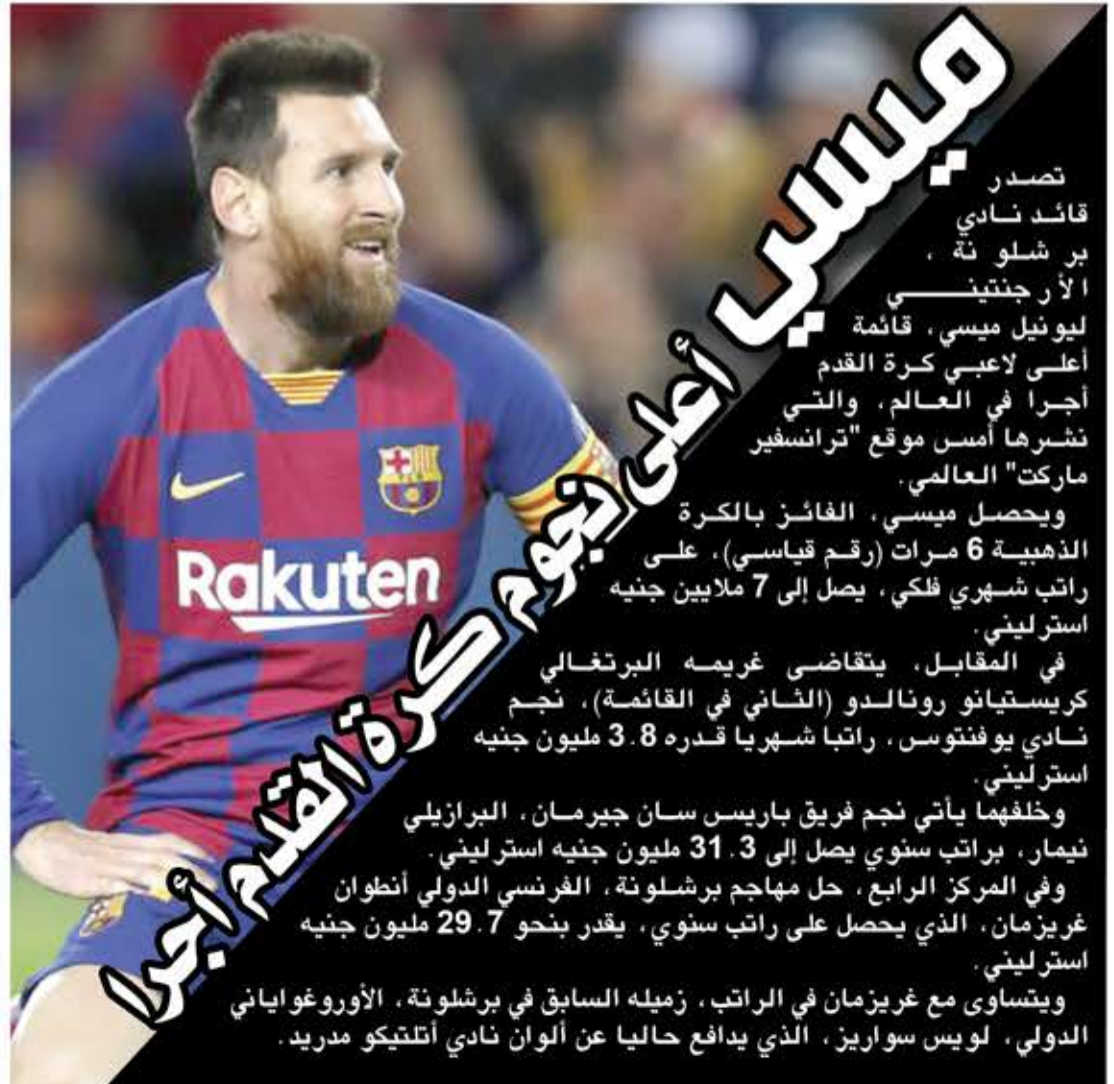 ميسي أعلى نجوم كرة القدم أجرا
تصدر
قائد نادي
برشلونة ،
الأرجنتيني
ليونيل ميسي، قائمة
أعلى لاعبي كرة القدم
أجرا في العالم، والتي
نشرها أمس موقع "ترانسفير
ماركت" العالمي.
ويحصل ميسي، الفائز بالكرة
الذهبية 6 مرات (رقم قياسي)، على
راتب شهري فلكي، يصل إلى 7 ملايين جنيه
استرليني.
في المقابل، يتقاضى غريمه البرتغالي
كريستيانو رونالدو (الثاني في القائمة)، نجم
نادي يوفنتوس، راتبا شهريا قدره 3.8 مليون جنيه
استرليني.
وخلفهما يأتي نجم فريق باريس سان جيرمان، البرازيلي
نيمار، براتب سنوي يصل إلى 31.3 مليون جنيه استرليني.
وفي المركز الرابع، حل مهاجم برشلونة، الفرنسي الدولي أنطوان
غريزمان، الذي يحصل على راتب سنوي، يقدر بنحو 29.7 مليون جنيه
استرليني.
ويتساوى مع غريزمان في الراتب، زميله السابق في برشلونة، الأوروغواياني
الدولي، لويس سواريز، الذي يدافع حاليا عن ألوان نادي أتلتيكو مدريد.
Rakuten